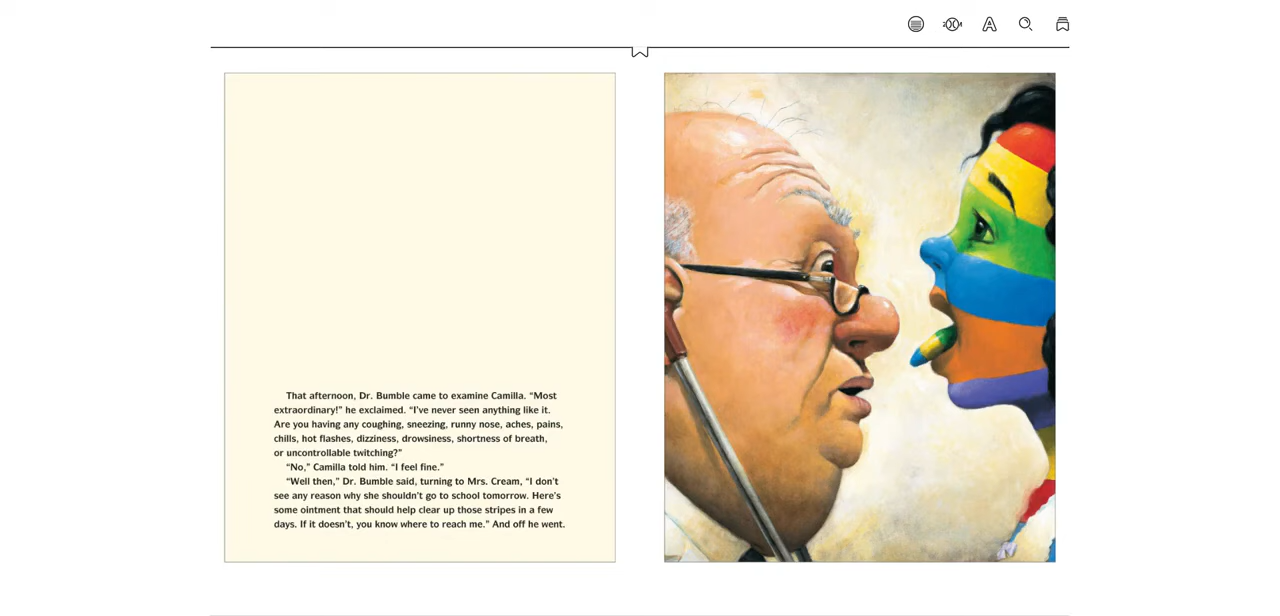 That afternoon, Dr. Bumble came to examine Camilla. “Most
extraordinary!” he exclaimed. “I’ve never seen anything like it.
Are you having any coughing, sneezing, runny nose, aches, pains,
chills, hot flashes, dizziness, drowsiness, shortness of breath,
or uncontrollable twitching?”
“No,” Camilla told him. “I feel fine.”
“Well then,” Dr. Bumble said, turning to Mrs. Cream, “I don’t
see any reason why she shouldn’t go to school tomorrow. Here’s
some ointment that should help clear up those stripes in a few
days. If it doesn’t, you know where to reach me.” And off he went.